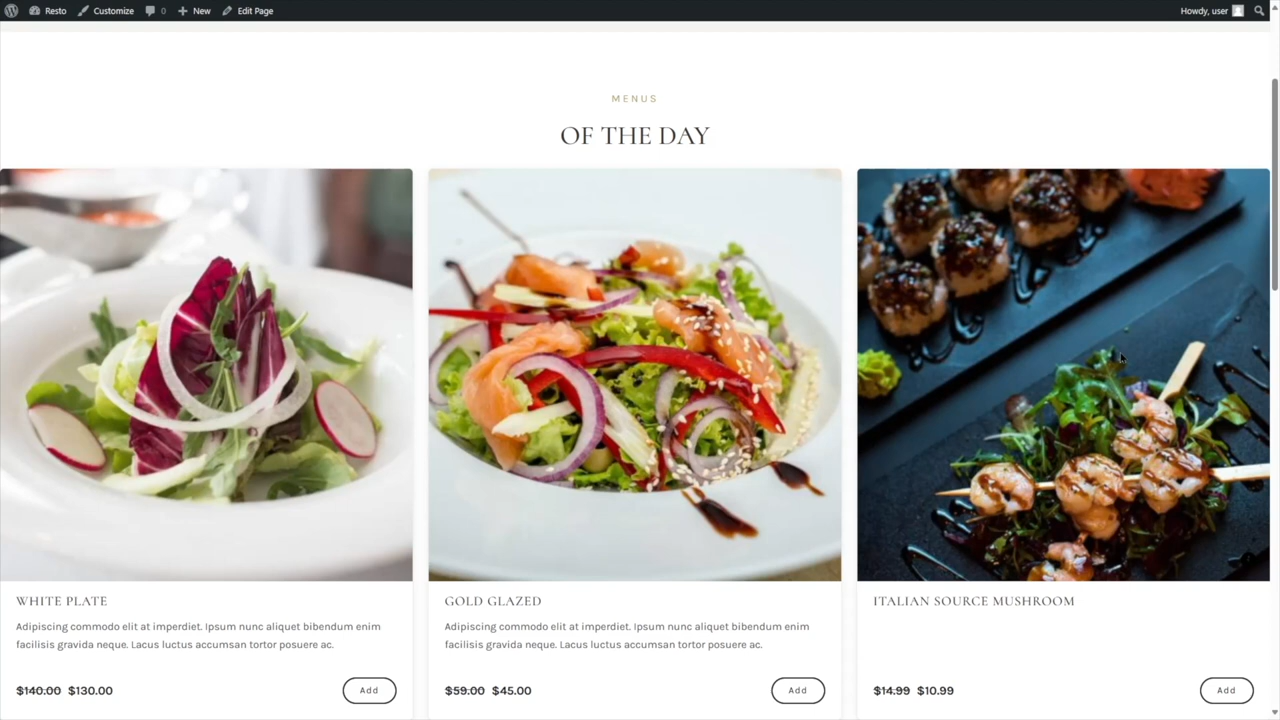 Resto Customize 0 New Edit Page Howdy, user
MENUS
OF THE DAY
WHITE PLATE
Adipiscing commodo elit at imperdiet. Ipsum nunc aliquet bibendum enim
facilisis gravida neque. Lacus luctus accumsan tortor posuere ac.
$140.00 $130.00 Add
GOLD GLAZED
Adipiscing commodo elit at imperdiet. Ipsum nunc aliquet bibendum enim
facilisis gravida neque. Lacus luctus accumsan tortor posuere ac.
$59.00 $45.00 Add
ITALIAN SOURCE MUSHROOM
$14.99 $10.99 Add